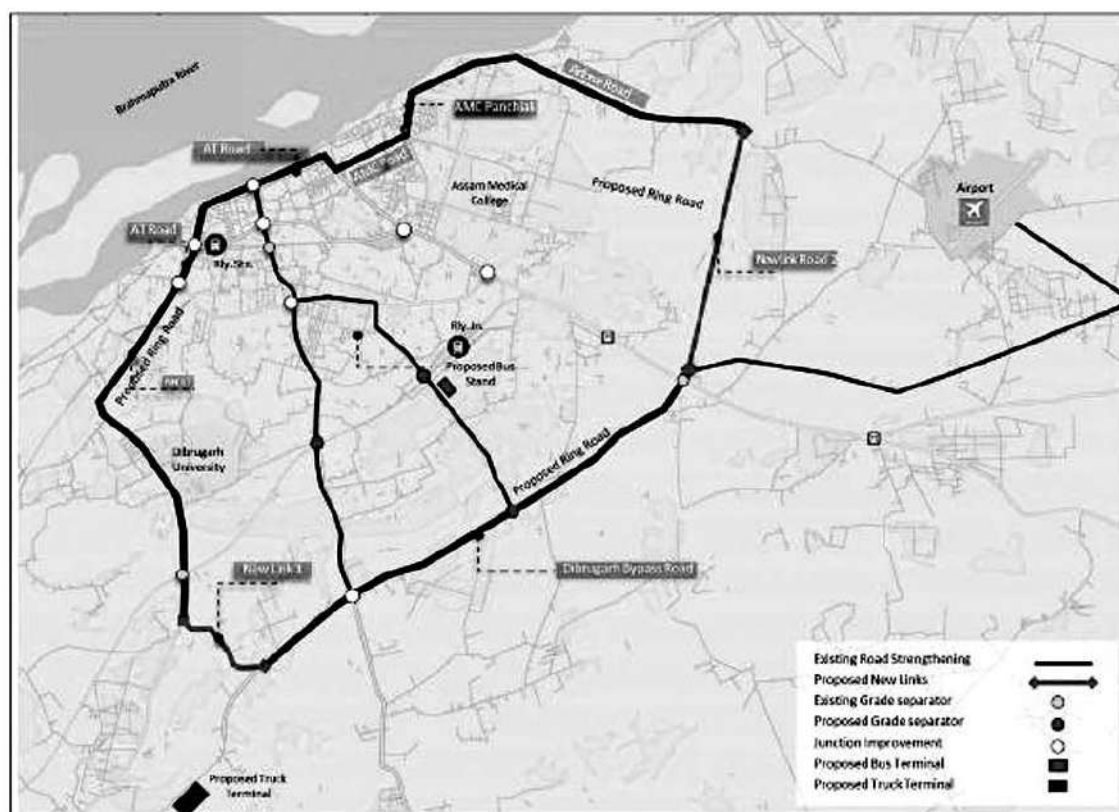 Brahmaputra River
AMC Panchiali
AT Road
AMC Road
Assam Medical
College
Proposed Ring Road
Airport
AT Road
Rly. Stn.
Newlink Road 2
Proposed Ring Road
Rly. Jn.
Proposed Bus
Stand
Dibrugarh
University
Proposed Ring Road
New Link 1
Dibrugarh Bypass Road
Proposed Truck
Terminal
Existing Road Strengthening
Proposed New Links
Existing Grade separator
Proposed Grade separator
Junction Improvement
Proposed Bus Terminal
Proposed Truck Terminal